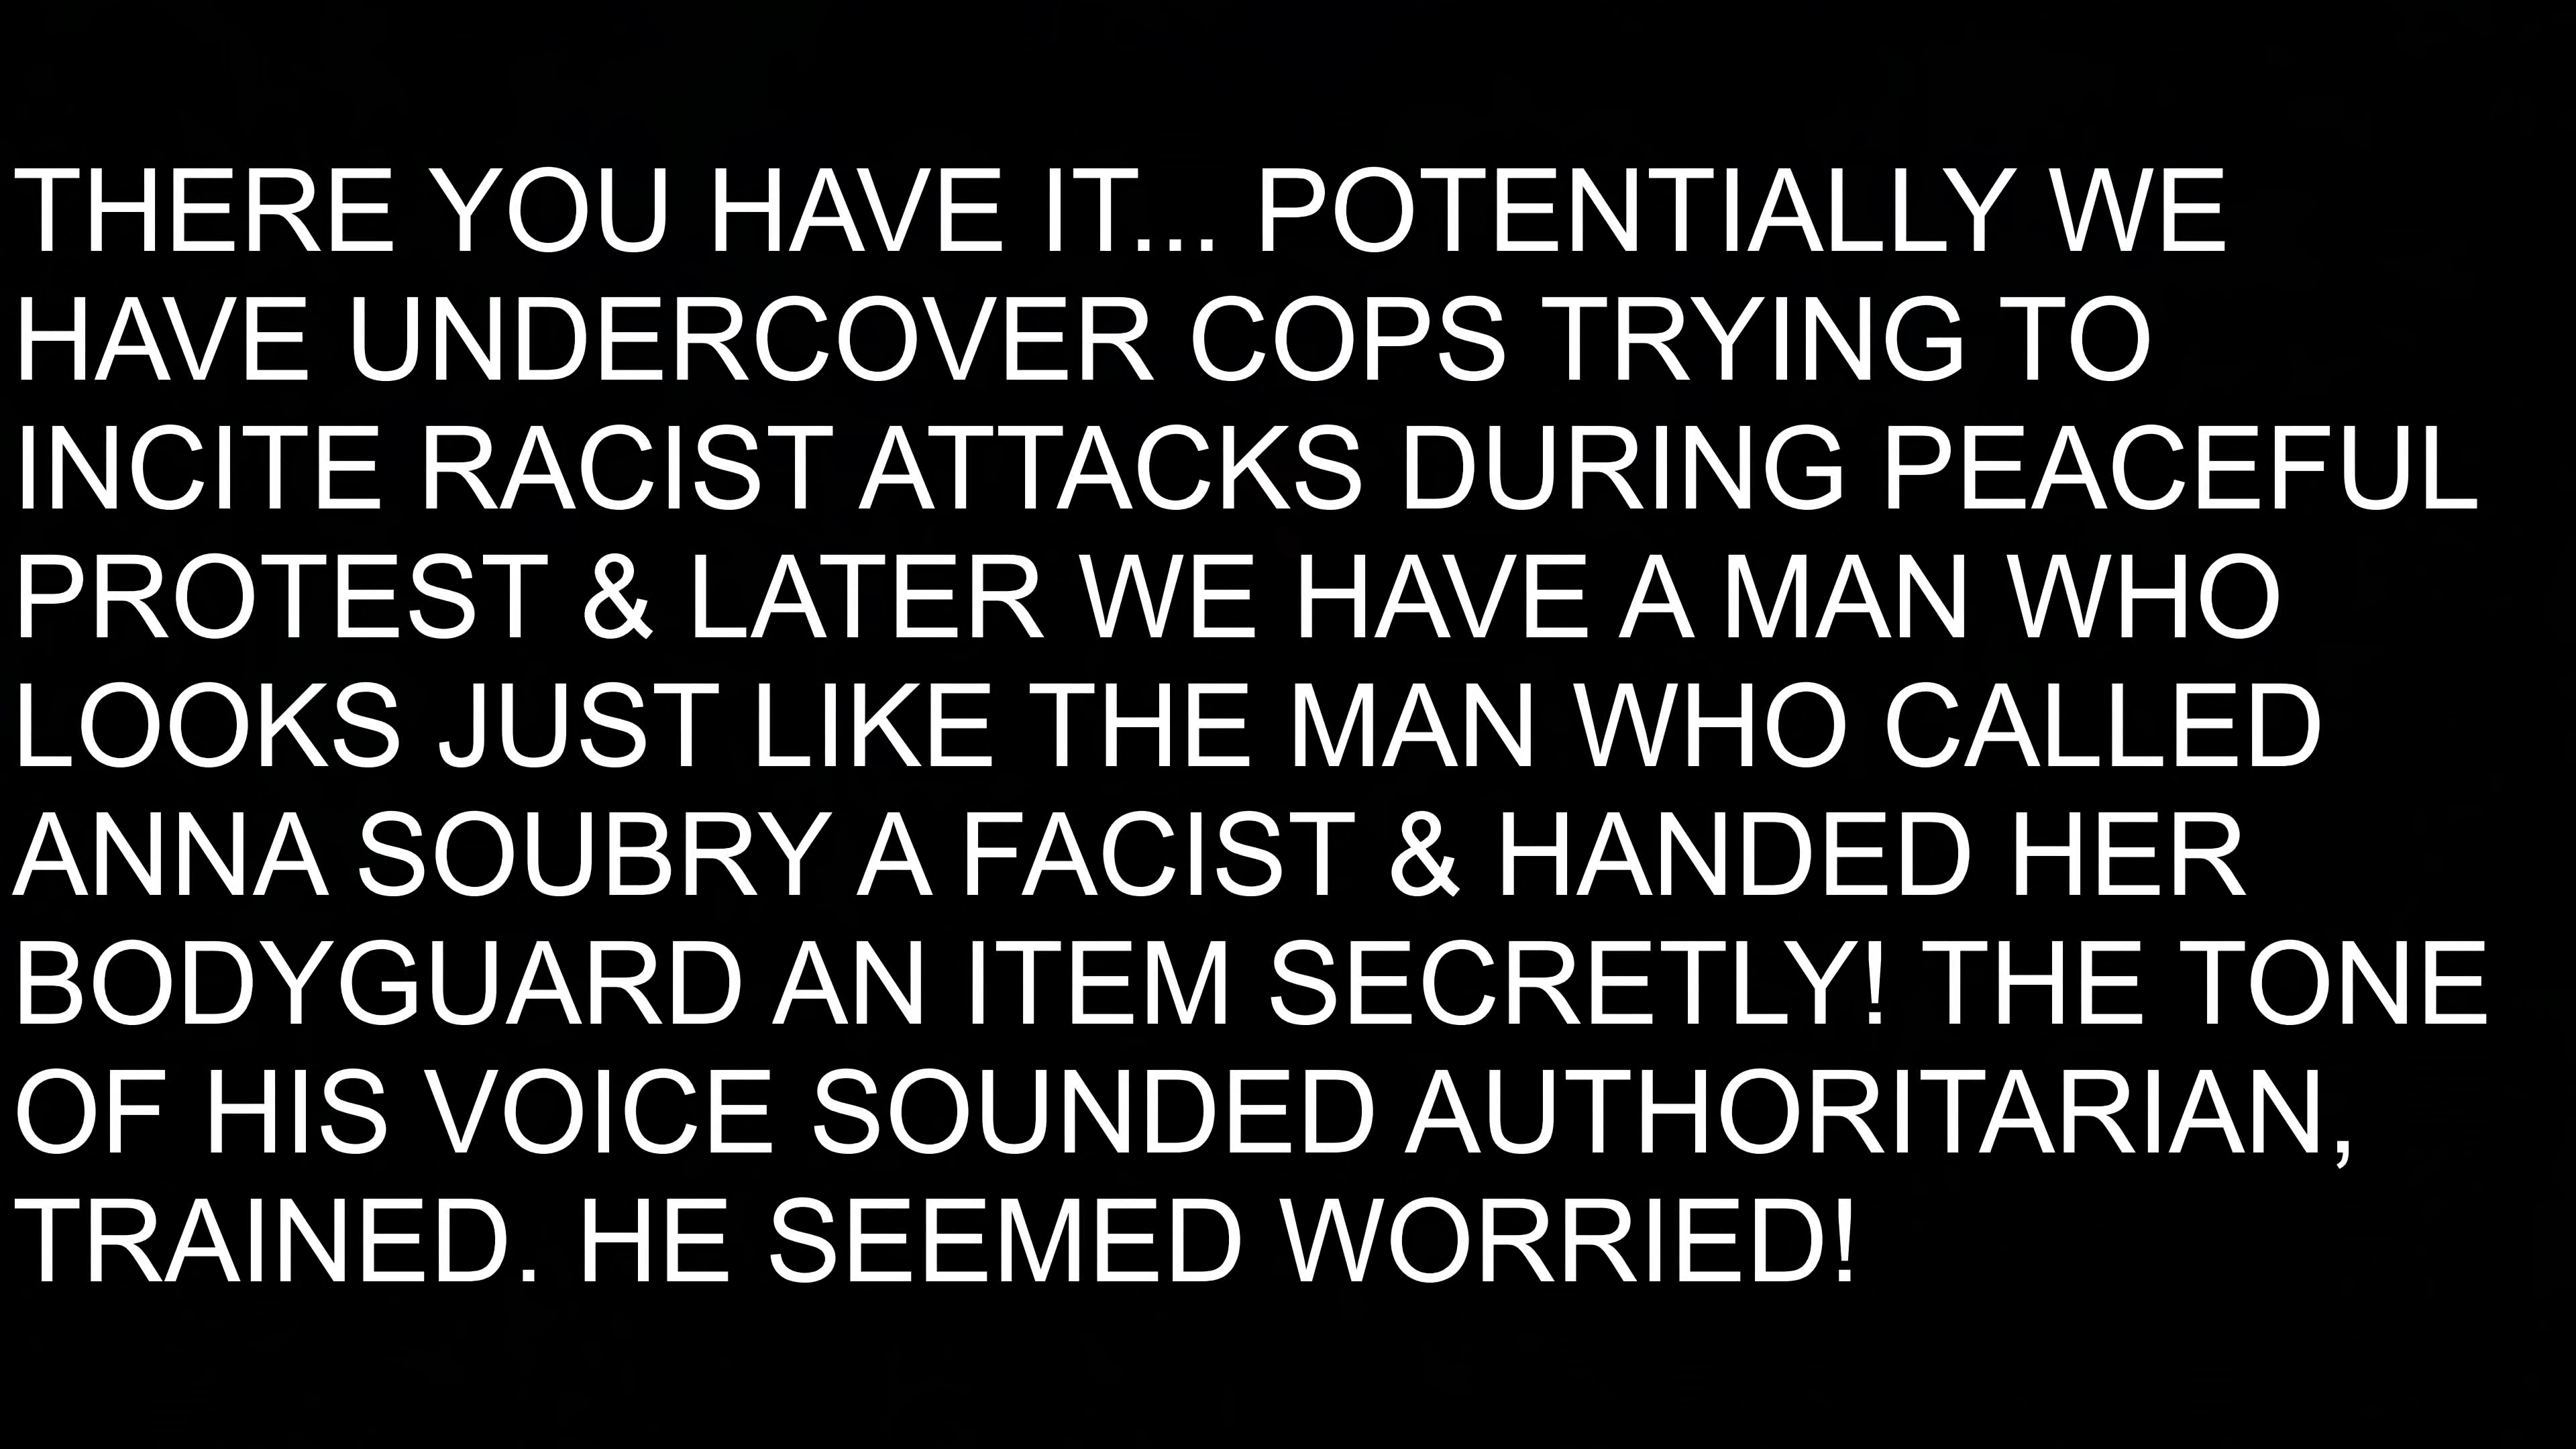 THERE YOU HAVE IT... POTENTIALLY WE
HAVE UNDERCOVER COPS TRYING TO
INCITE RACIST ATTACKS DURING PEACEFUL
PROTEST & LATER WE HAVE A MAN WHO
LOOKS JUST LIKE THE MAN WHO CALLED
ANNA SOUBRY A FACIST & HANDED HER
BODYGUARD AN ITEM SECRETLY! THE TONE
OF HIS VOICE SOUNDED AUTHORITARIAN,
TRAINED. HE SEEMED WORRIED!